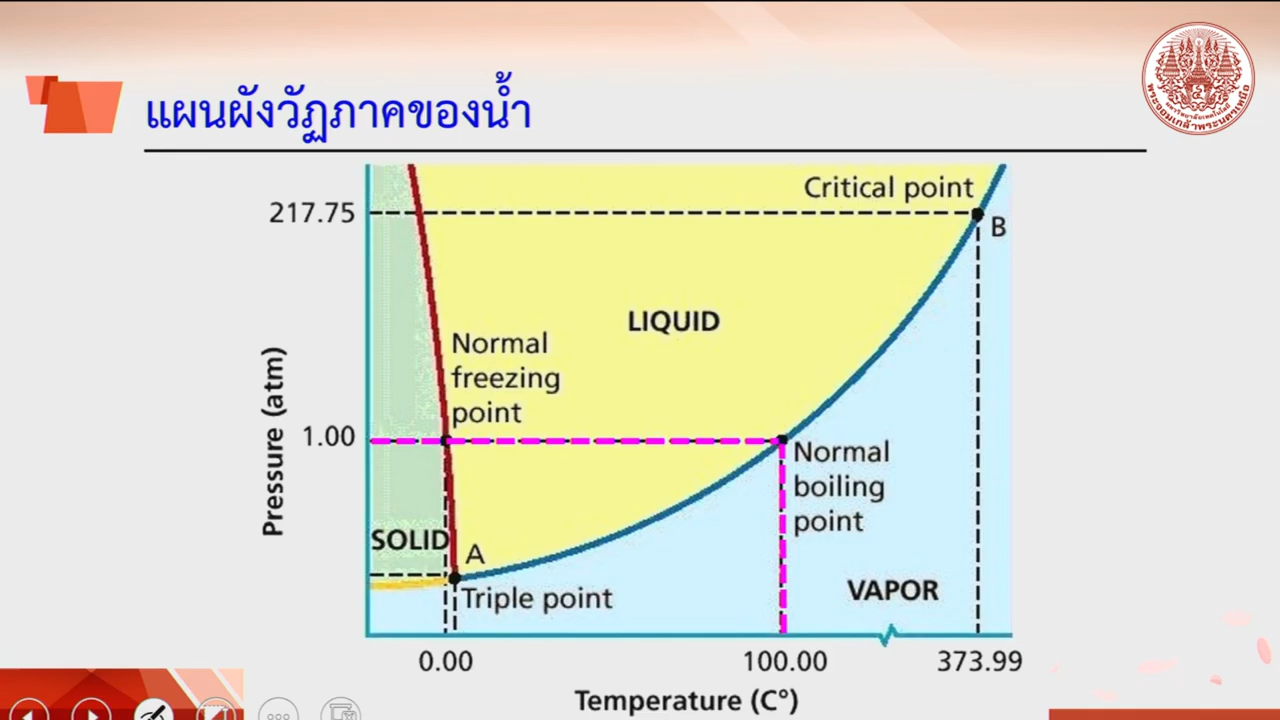 แผนผังวัฏภาคของน้ำ
Critical point
217.75
B
LIQUID
Normal
freezing
point
Pressure (atm)
1.00
Normal
boiling
point
SOLID
A
Triple point
VAPOR
0.00
100.00
373.99
Temperature (C°)